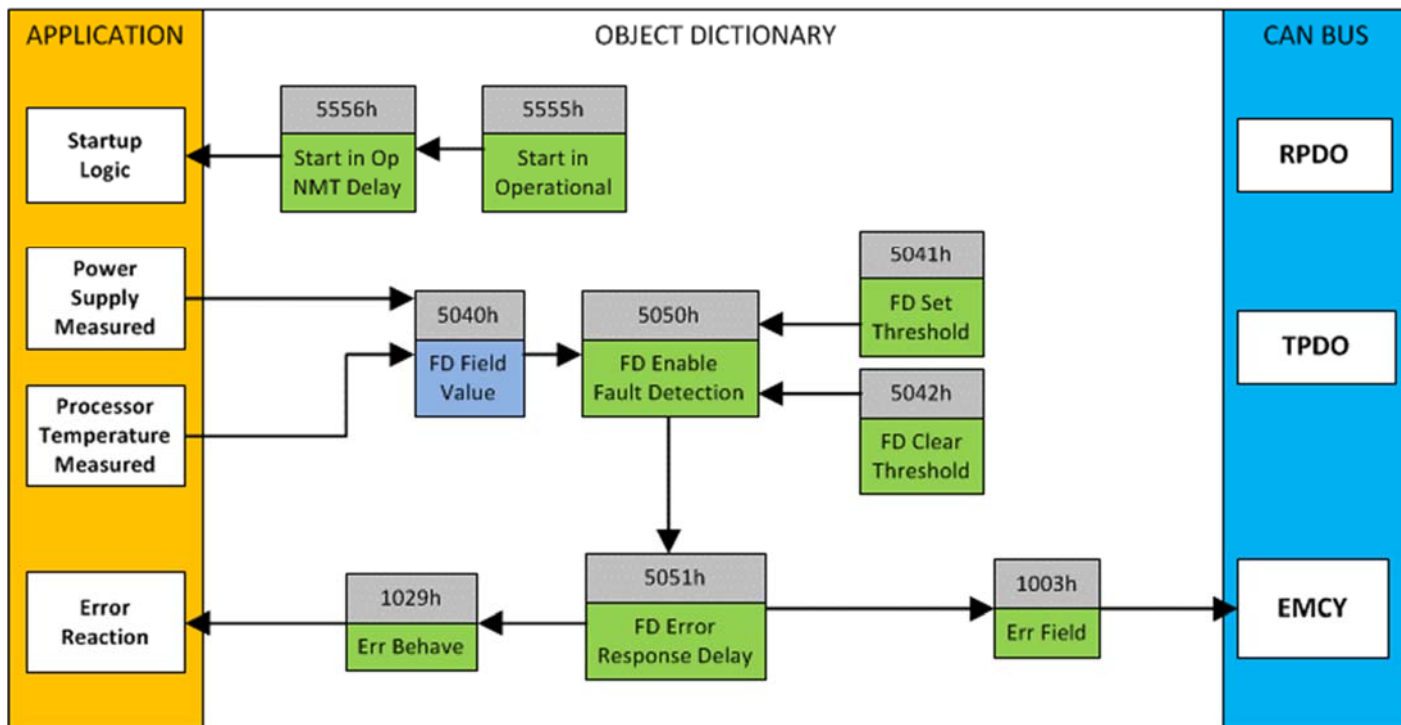 APPLICATION
OBJECT DICTIONARY
CAN BUS
Startup
Logic
5556h
Start in Op
NMT Delay
5555h
Start in
Operational
RPDO
Power
Supply
Measured
5040h
FD Field
Value
5050h
FD Enable
Fault Detection
5041h
FD Set
Threshold
TPDO
Processor
Temperature
Measured
5042h
FD Clear
Threshold
Error
Reaction
1029h
Err Behave
5051h
FD Error
Response Delay
1003h
Err Field
EMCY